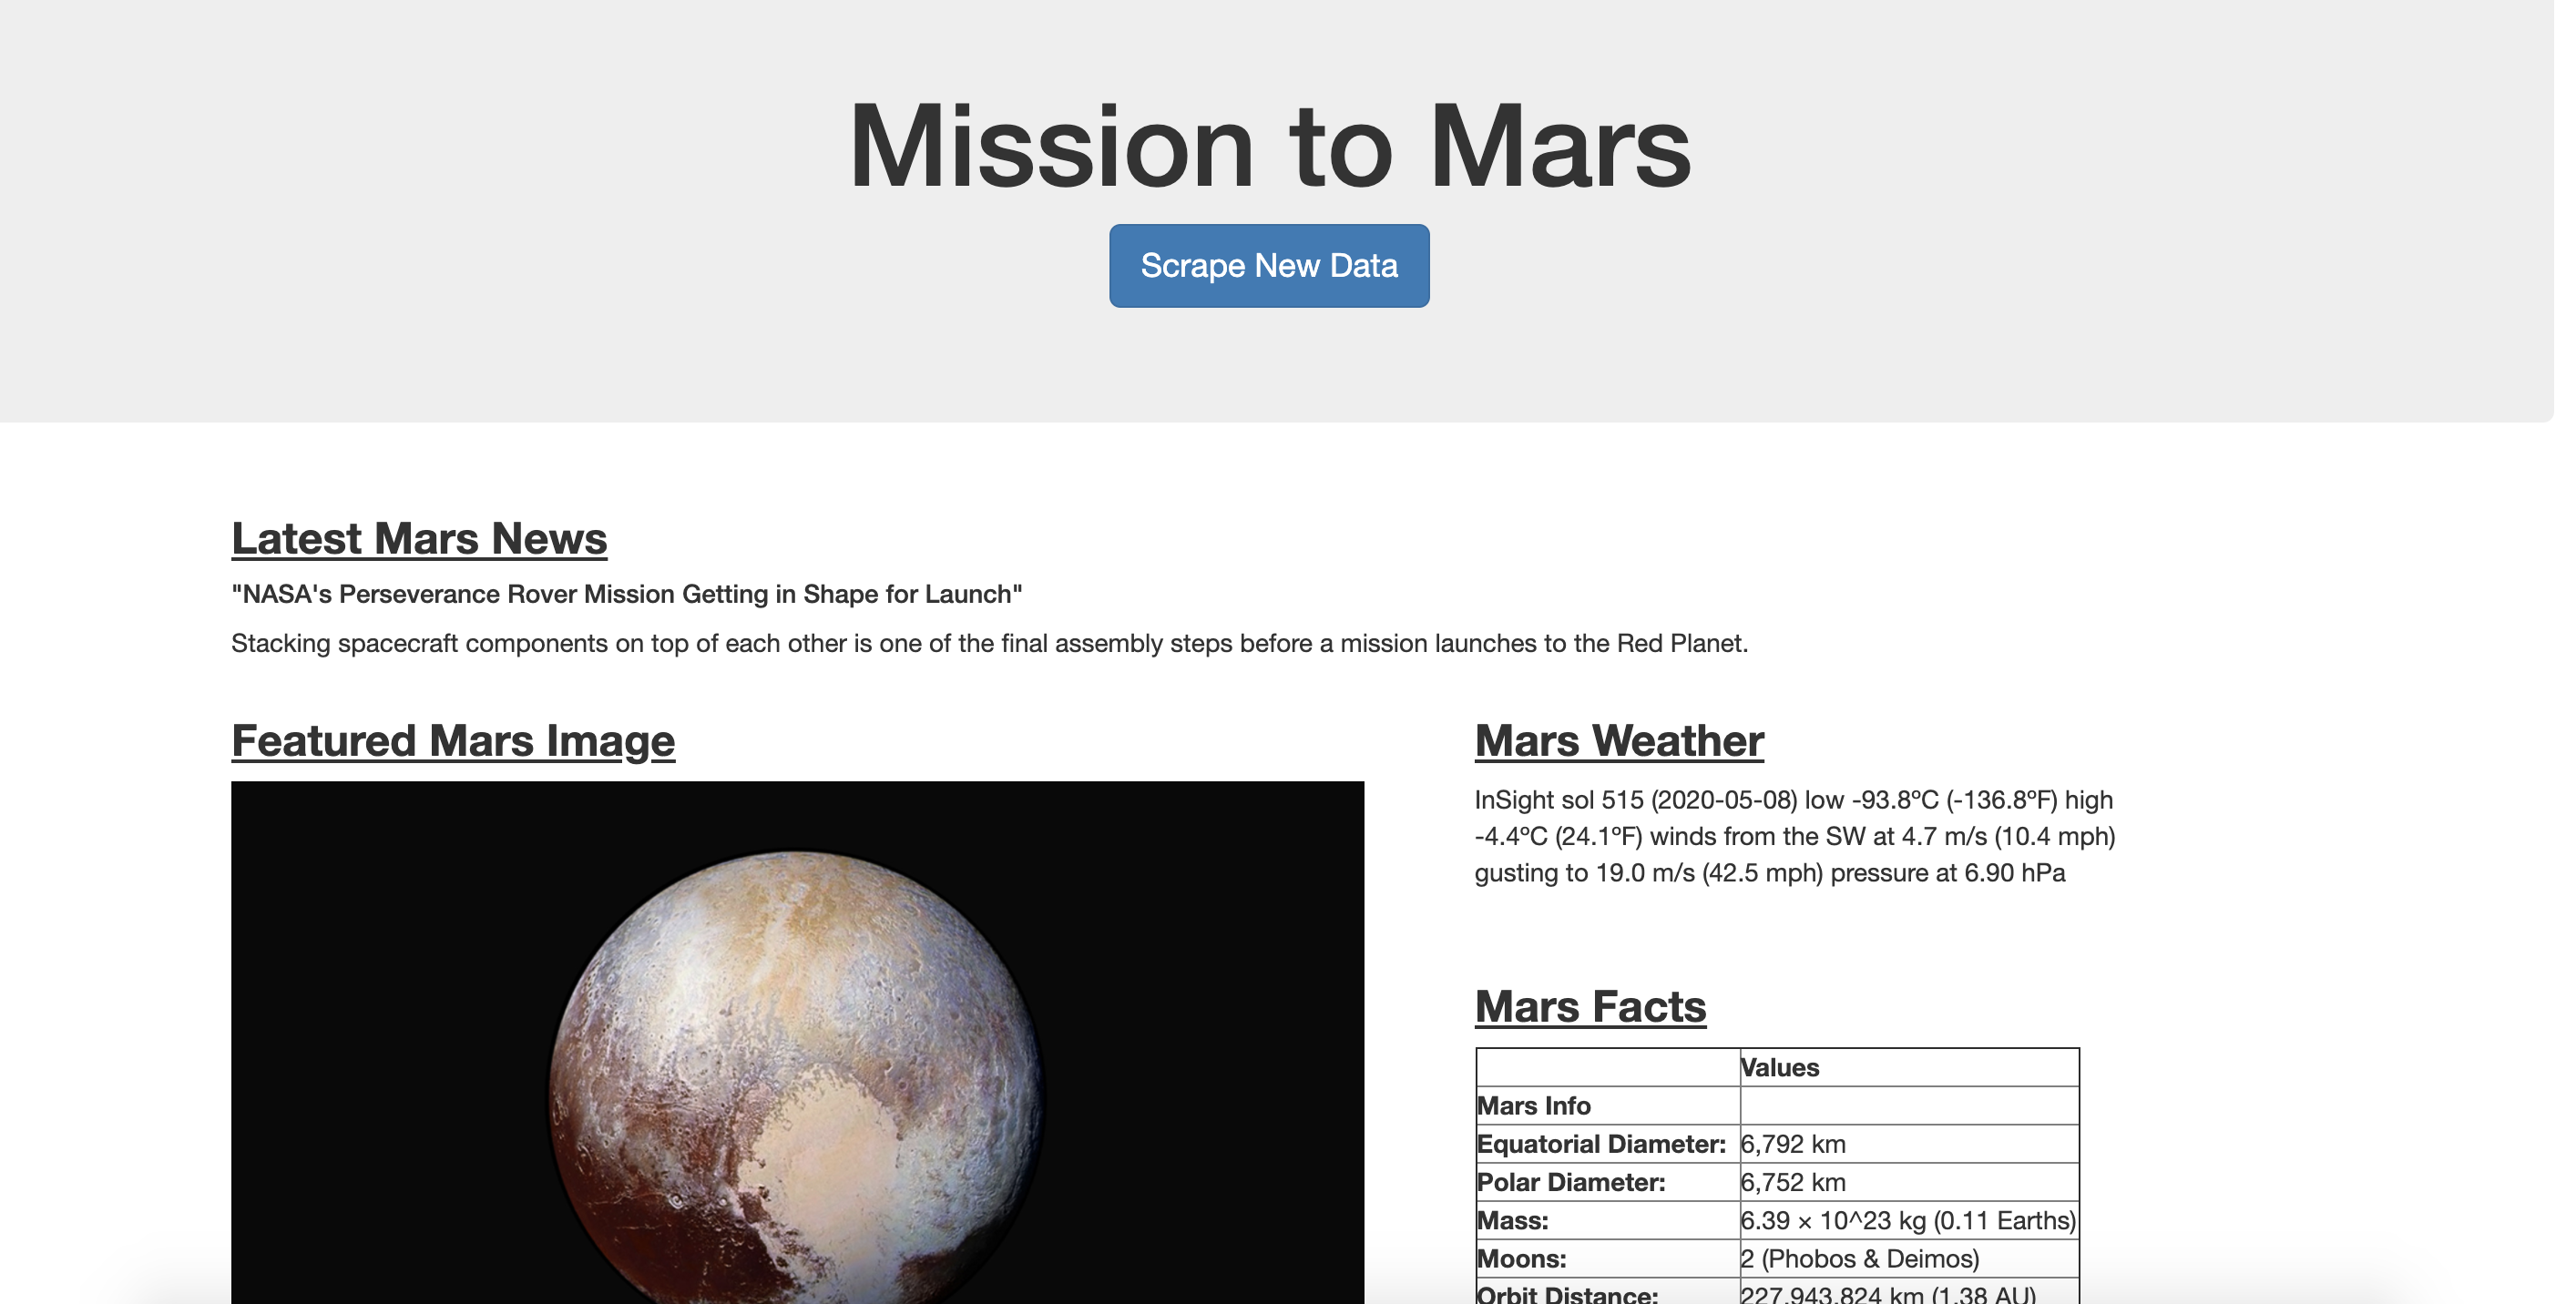 Mission to Mars
Scrape New Data
Latest Mars News
"NASA's Perseverance Rover Mission Getting in Shape for Launch"
Stacking spacecraft components on top of each other is one of the final assembly steps before a mission launches to the Red Planet.
Featured Mars Image
Mars Weather
InSight sol 515 (2020-05-08) low -93.8ºC (-136.8ºF) high
-4.4ºC (24.1ºF) winds from the SW at 4.7 m/s (10.4 mph)
gusting to 19.0 m/s (42.5 mph) pressure at 6.90 hPa
Mars Facts
Values
Mars Info
Equatorial Diameter: 6,792 km
Polar Diameter: 6,752 km
Mass: 6.39 × 10^23 kg (0.11 Earths)
Moons: 2 (Phobos & Deimos)
Orbit Distance: 227,943,824 km (1.38 AU)